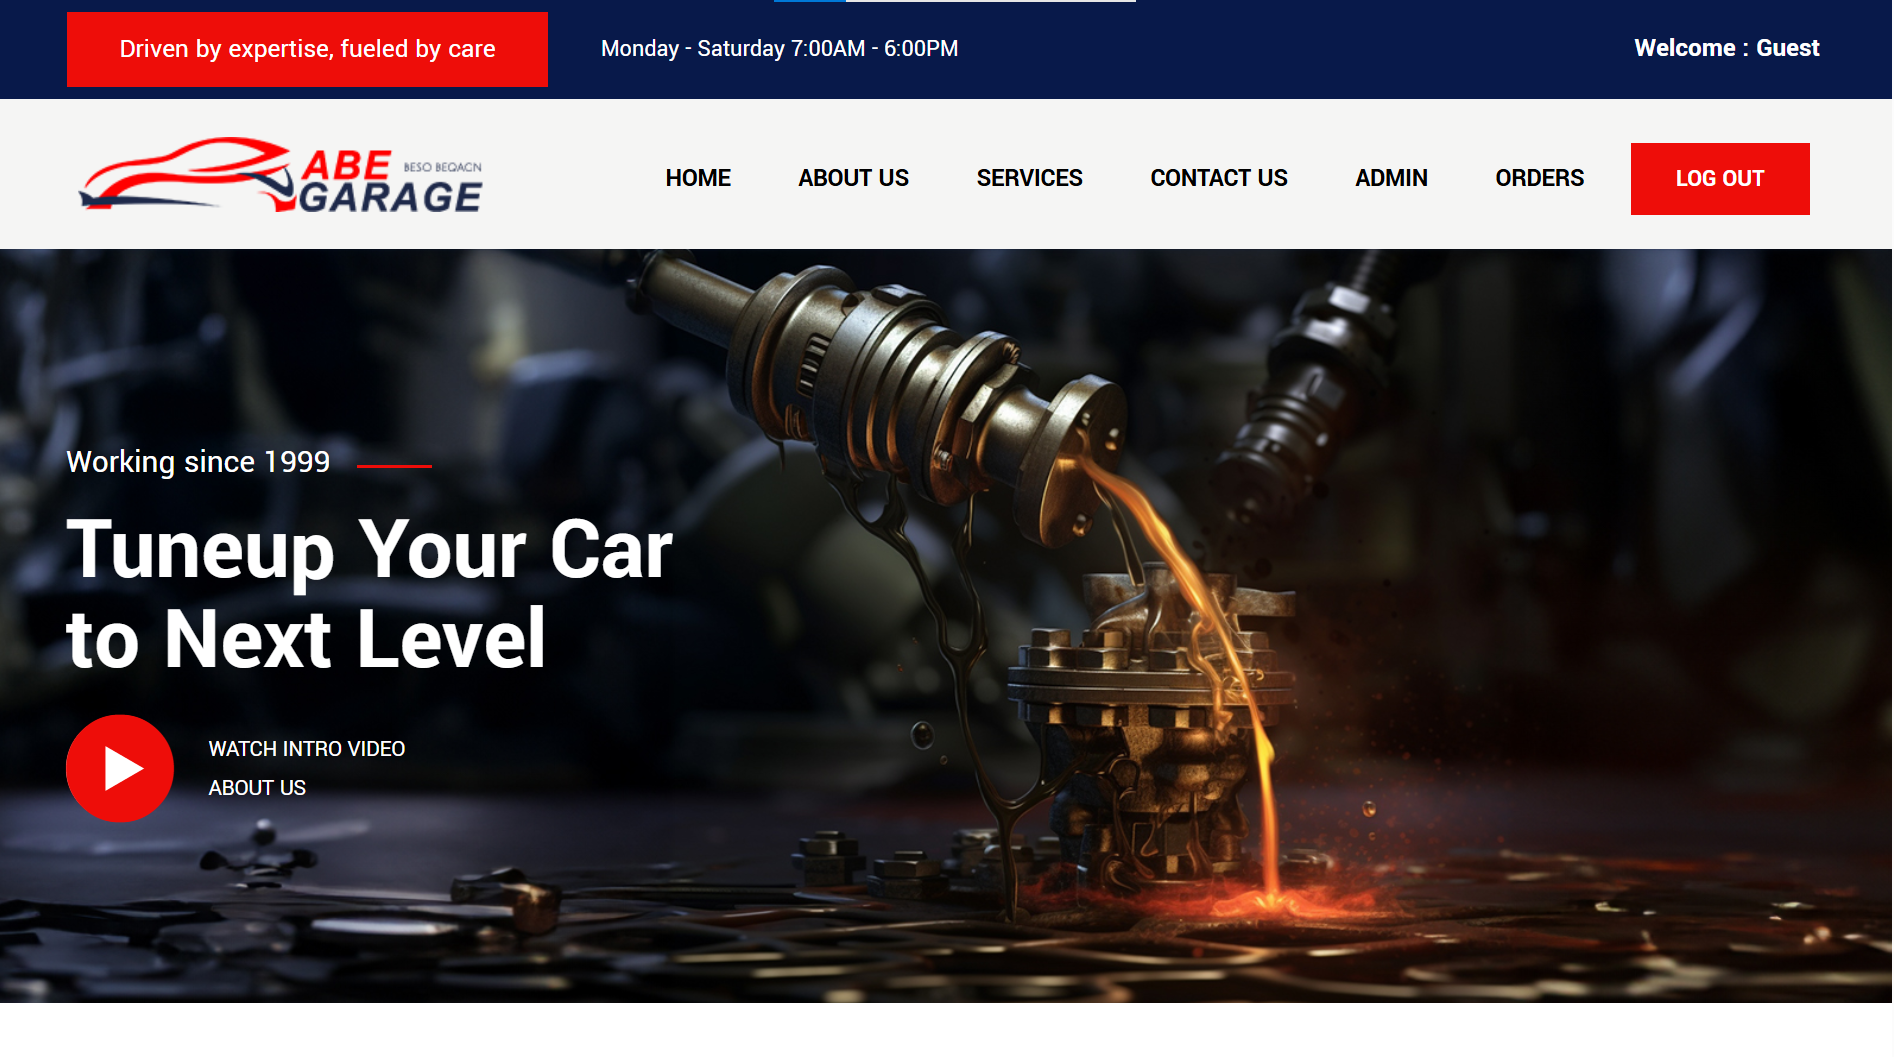 Driven by expertise, fueled by care
Monday - Saturday 7:00AM - 6:00PM
Welcome : Guest
ABE
BESO BEQACN
GARAGE
HOME
ABOUT US
SERVICES
CONTACT US
ADMIN
ORDERS
LOG OUT
Working since 1999
Tuneup Your Car
to Next Level
WATCH INTRO VIDEO
ABOUT US